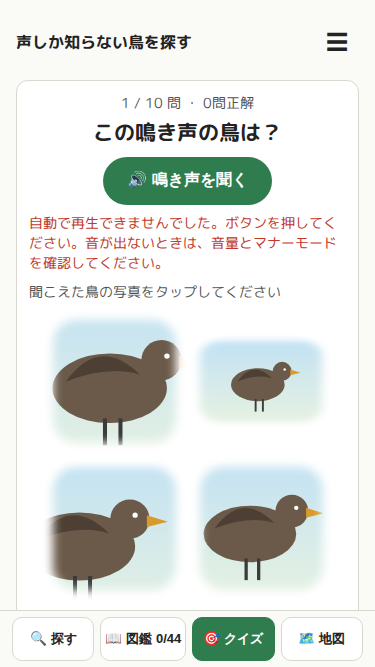 声しか知らない鳥を探す
1 / 10 問 ・ 0問正解
この鳴き声の鳥は？
🔊 鳴き声を聞く
自動で再生できませんでした。ボタンを押してく
ださい。音が出ないときは、音量とマナーモード
を確認してください。
聞こえた鳥の写真をタップしてください
🔍 探す
📖 図鑑 0/44
🎯 クイズ
🗺️ 地図